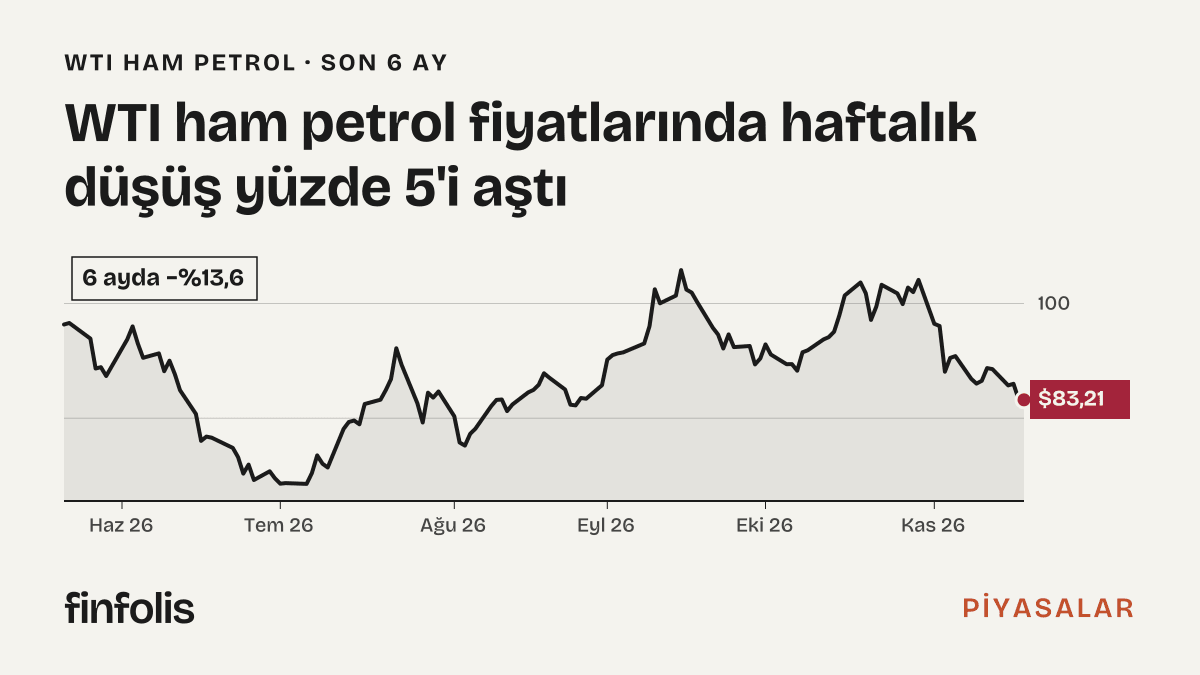 WTI HAM PETROL · SON 6 AY
WTI ham petrol fiyatlarında haftalık
düşüş yüzde 5'i aştı
6 ayda −%13,6
100
$83,21
Haz 26 Tem 26 Ağu 26 Eyl 26 Eki 26 Kas 26
finfolis
PİYASALAR